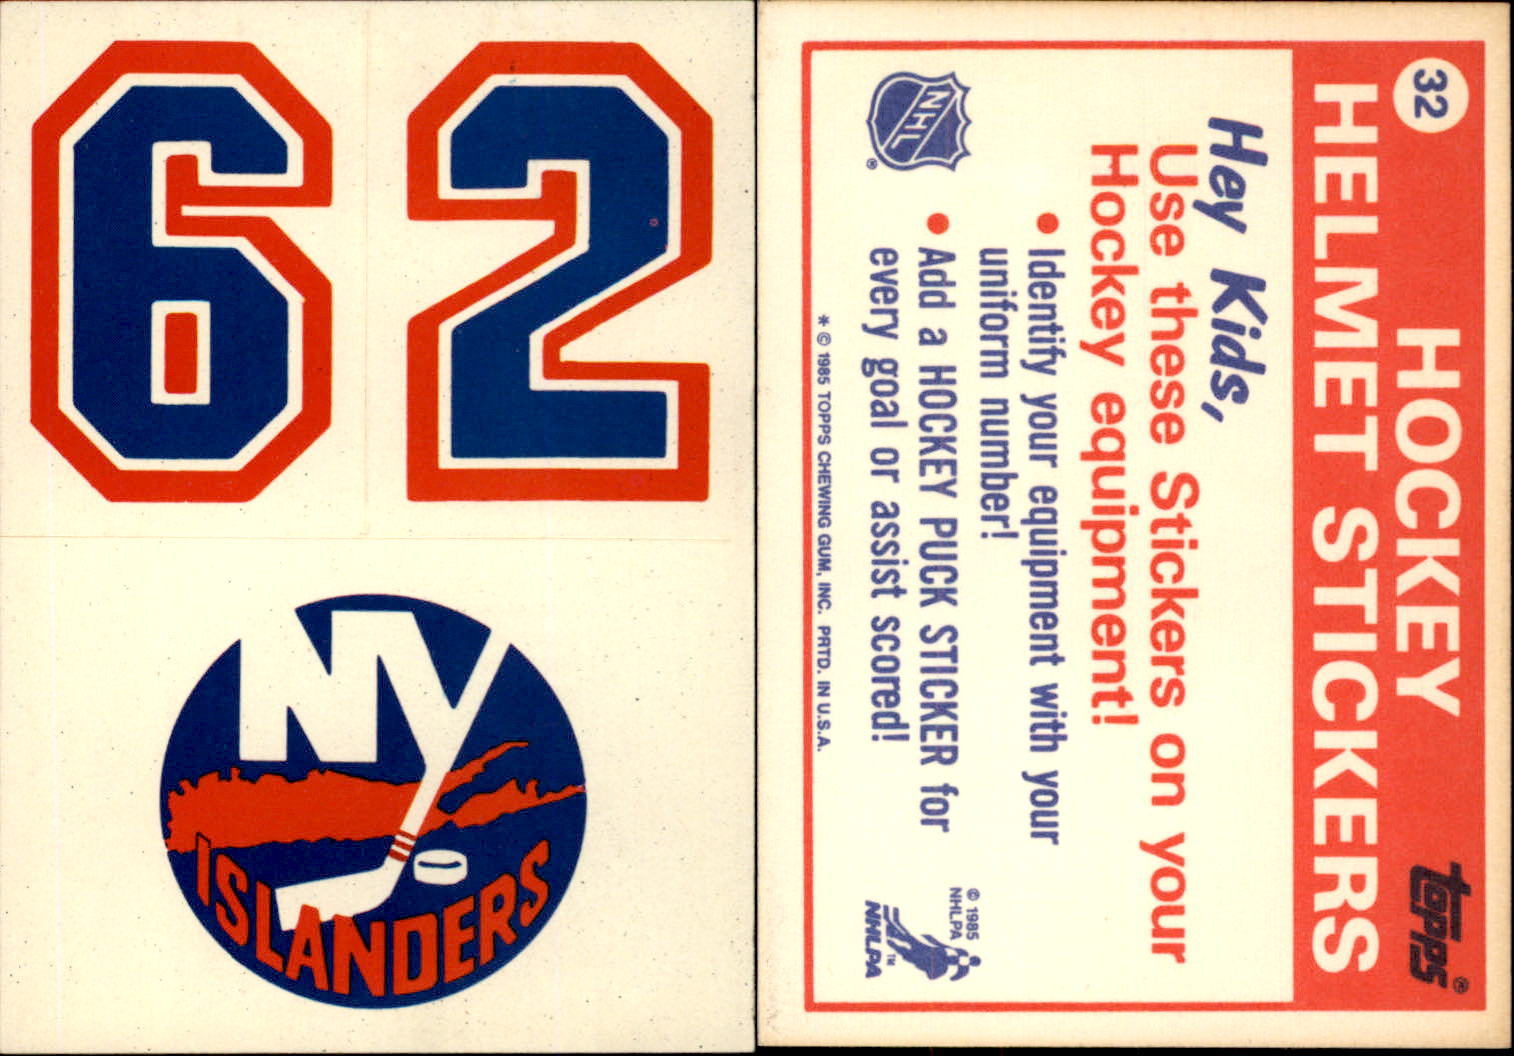 62
NY
ISLANDERS
32
HOCKEY
HELMET STICKERS
topps®
Hey Kids,
Use these Stickers on your
Hockey equipment!
• Identify your equipment with your
uniform number!
• Add a HOCKEY PUCK STICKER for
every goal or assist scored!
NHL
®
© 1985
NHLPA
NHLPA™
* © 1985 TOPPS CHEWING GUM, INC. PRTD. IN U.S.A.